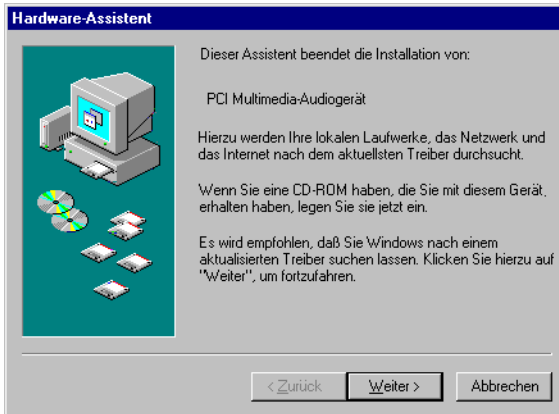 Hardware-Assistent
Dieser Assistent beendet die Installation von:
PCI Multimedia-Audiogerät
Hierzu werden Ihre lokalen Laufwerke, das Netzwerk und
das Internet nach dem aktuellsten Treiber durchsucht.
Wenn Sie eine CD-ROM haben, die Sie mit diesem Gerät,
erhalten haben, legen Sie sie jetzt ein.
Es wird empfohlen, daß Sie Windows nach einem
aktualisierten Treiber suchen lassen. Klicken Sie hierzu auf
"Weiter", um fortzufahren.
< Zurück Weiter > Abbrechen